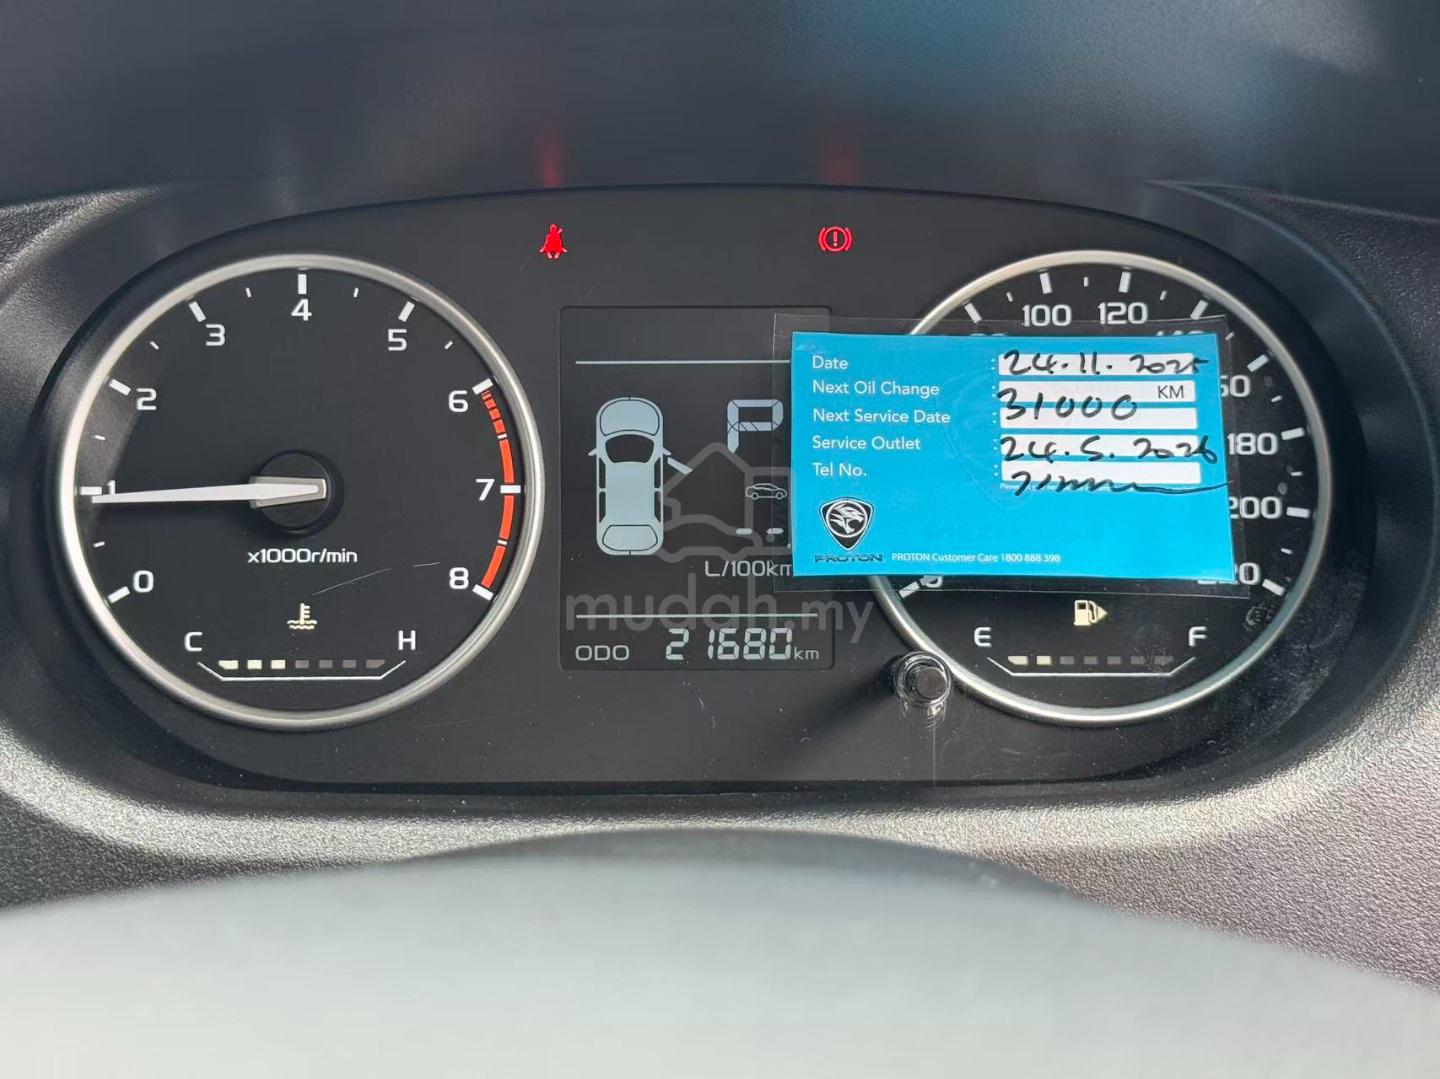 4
3
5
2
6
1
7
0
8
x1000r/min
C
H
P
L/100km
ODO
21680 km
100
120
180
200
E
F
Date : 24.11.2025
Next Oil Change : 31000 KM
Next Service Date : 24.5.2026
Service Outlet :
Tel No. :
PROTON
PROTON Customer Care 1800 888 398
mudah.my